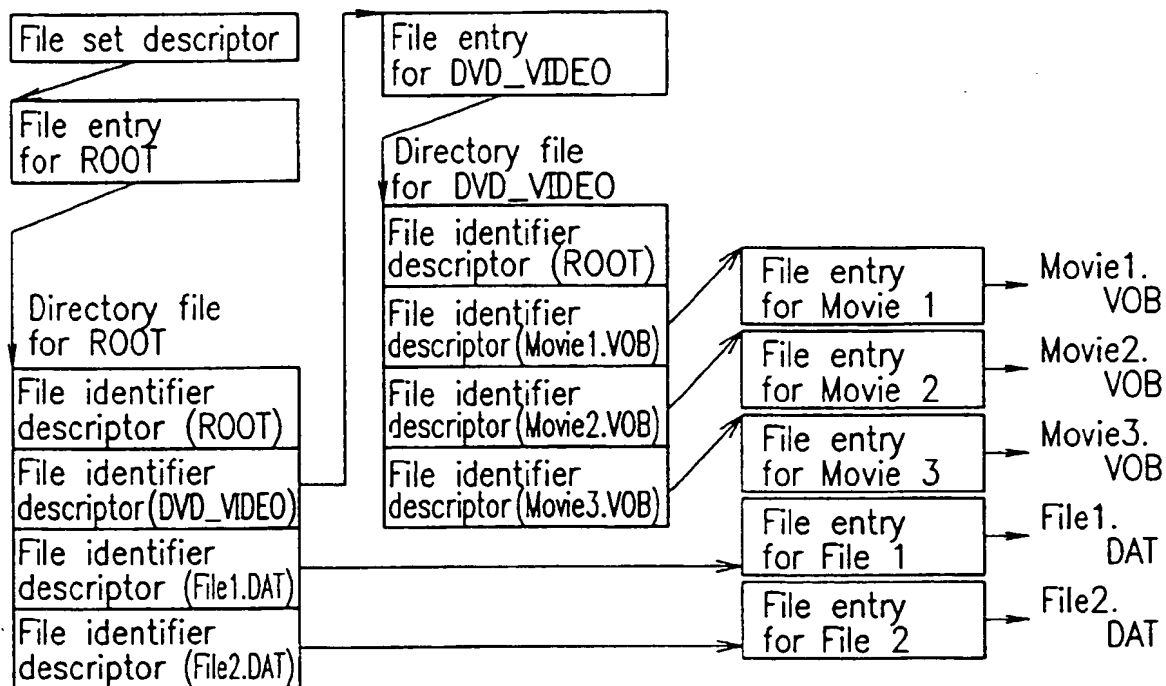 File set descriptor
File entry
for ROOT
Directory file
for ROOT
File identifier
descriptor (ROOT)
File identifier
descriptor(DVD_VIDEO)
File identifier
descriptor (File1.DAT)
File identifier
descriptor (File2.DAT)
File entry
for DVD_VIDEO
Directory file
for DVD_VIDEO
File identifier
descriptor (ROOT)
File identifier
descriptor(Movie1.VOB)
File identifier
descriptor(Movie2.VOB)
File identifier
descriptor(Movie3.VOB)
File entry
for Movie 1
File entry
for Movie 2
File entry
for Movie 3
File entry
for File 1
File entry
for File 2
Movie1.
VOB
Movie2.
VOB
Movie3.
VOB
File1.
DAT
File2.
DAT